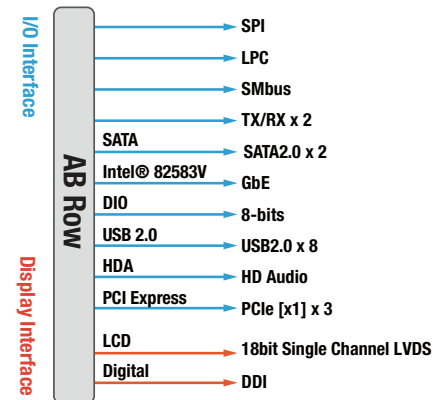 I/O Interface
Display Interface
AB Row
SPI
LPC
SMbus
TX/RX x 2
SATA
SATA2.0 x 2
Intel® 82583V
GbE
DIO
8-bits
USB 2.0
USB2.0 x 8
HDA
HD Audio
PCI Express
PCIe [x1] x 3
LCD
18bit Single Channel LVDS
Digital
DDI